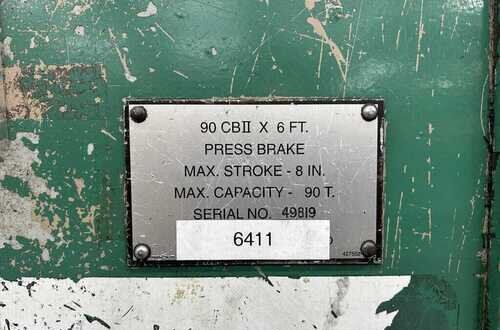 90 CBII X 6 FT.
PRESS BRAKE
MAX. STROKE - 8 IN.
MAX. CAPACITY - 90 T.
SERIAL NO. 49819
6411